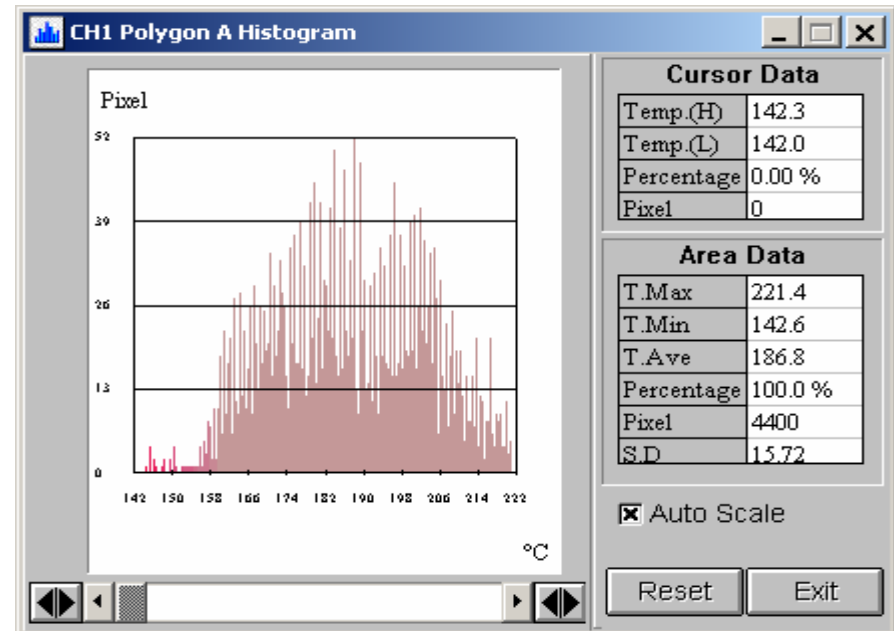 CH1 Polygon A Histogram
Pixel
52
39
26
13
0
142 150 158 166 174 182 190 198 206 214 222
°C
Cursor Data
Temp.(H) 142.3
Temp.(L) 142.0
Percentage 0.00 %
Pixel 0
Area Data
T.Max 221.4
T.Min 142.6
T.Ave 186.8
Percentage 100.0 %
Pixel 4400
S.D 15.72
Auto Scale
Reset Exit